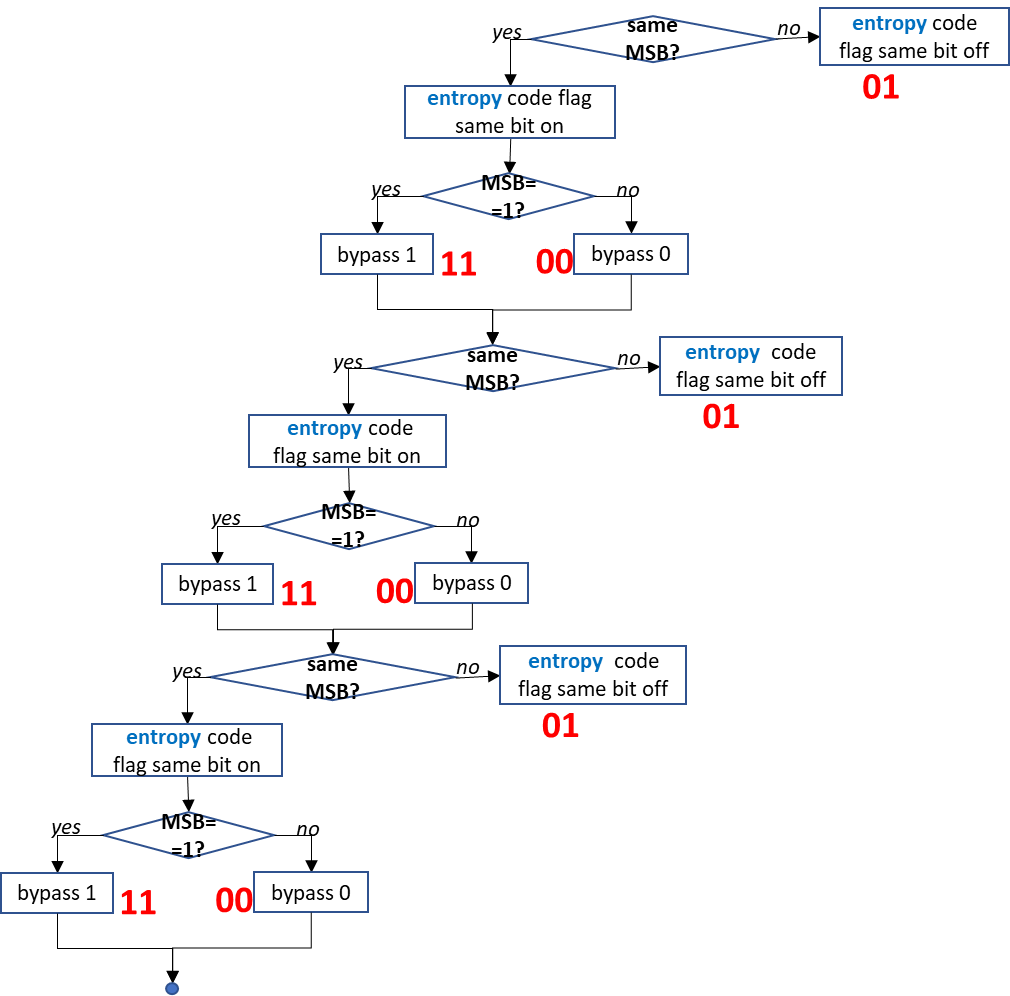 same
MSB?
yes
no
entropy code
flag same bit off
01
entropy code flag
same bit on
MSB=
=1?
yes
no
bypass 1
11
00
bypass 0
same
MSB?
yes
no
entropy code
flag same bit off
01
entropy code
flag same bit on
MSB=
=1?
yes
no
bypass 1
11
00
bypass 0
same
MSB?
yes
no
entropy code
flag same bit off
01
entropy code
flag same bit on
MSB=
=1?
yes
no
bypass 1
11
00
bypass 0